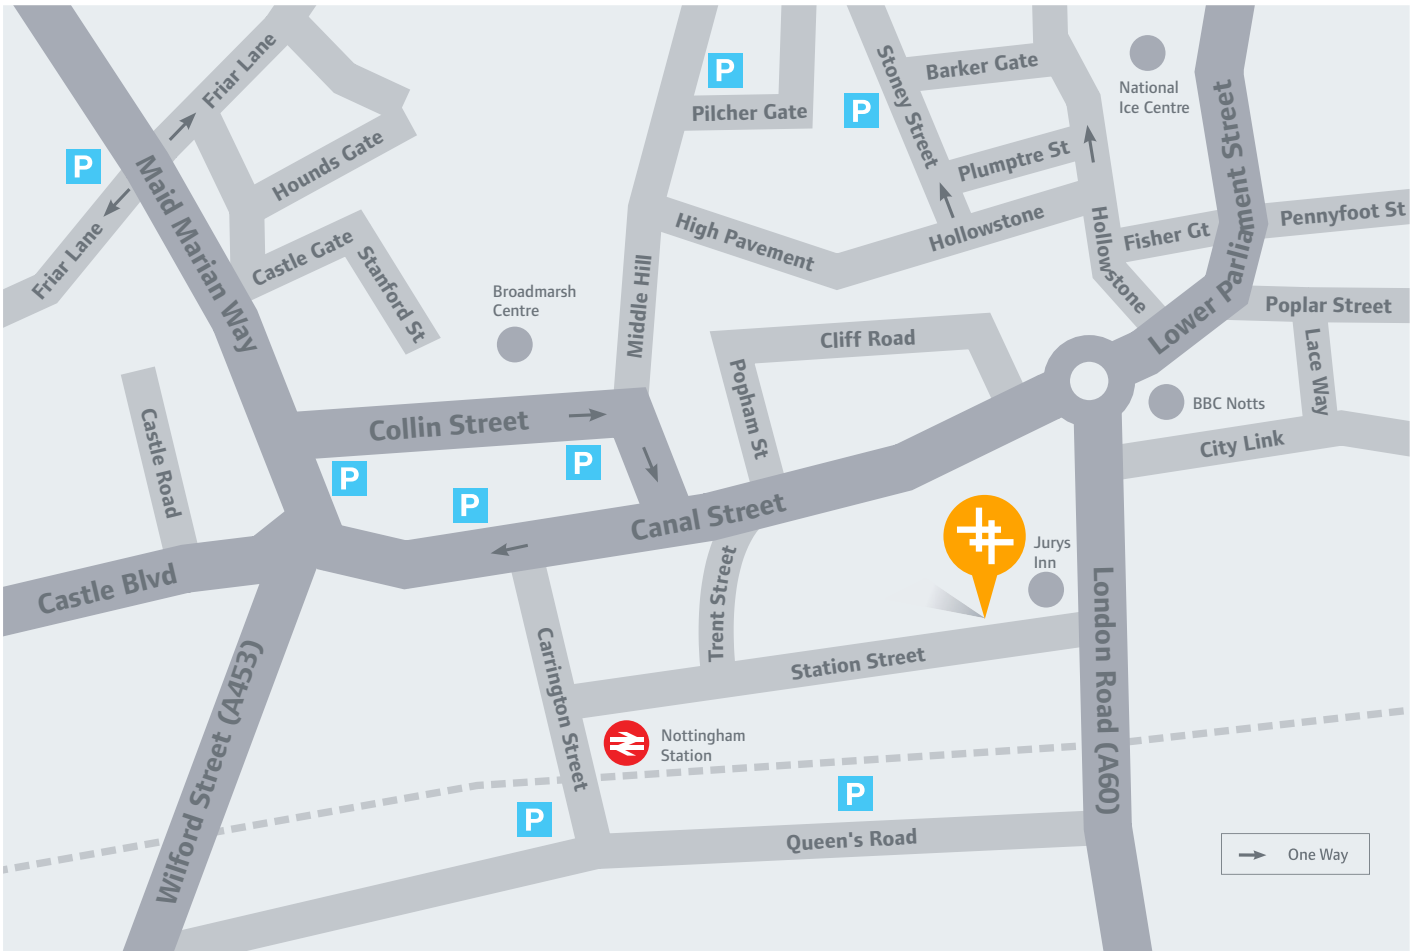 Friar Lane
P
Pilcher Gate
Stoney Street
P
Barker Gate
National
Ice Centre
P
Maid Marian Way
Hounds Gate
Plumptre St
Lower Parliament Street
Friar Lane
Castle Gate
Stanford St
High Pavement
Hollowstone
Hollowstone
Fisher Gt
Pennyfoot St
Broadmarsh
Centre
Middle Hill
Poplar Street
Cliff Road
Popham St
Lace Way
BBC Notts
Castle Road
Collin Street
P
P
City Link
P
Canal Street
Jurys
Inn
Castle Blvd
Trent Street
London Road (A60)
Wilford Street (A453)
Carrington Street
Station Street
Nottingham
Station
P
P
Queen's Road
One Way